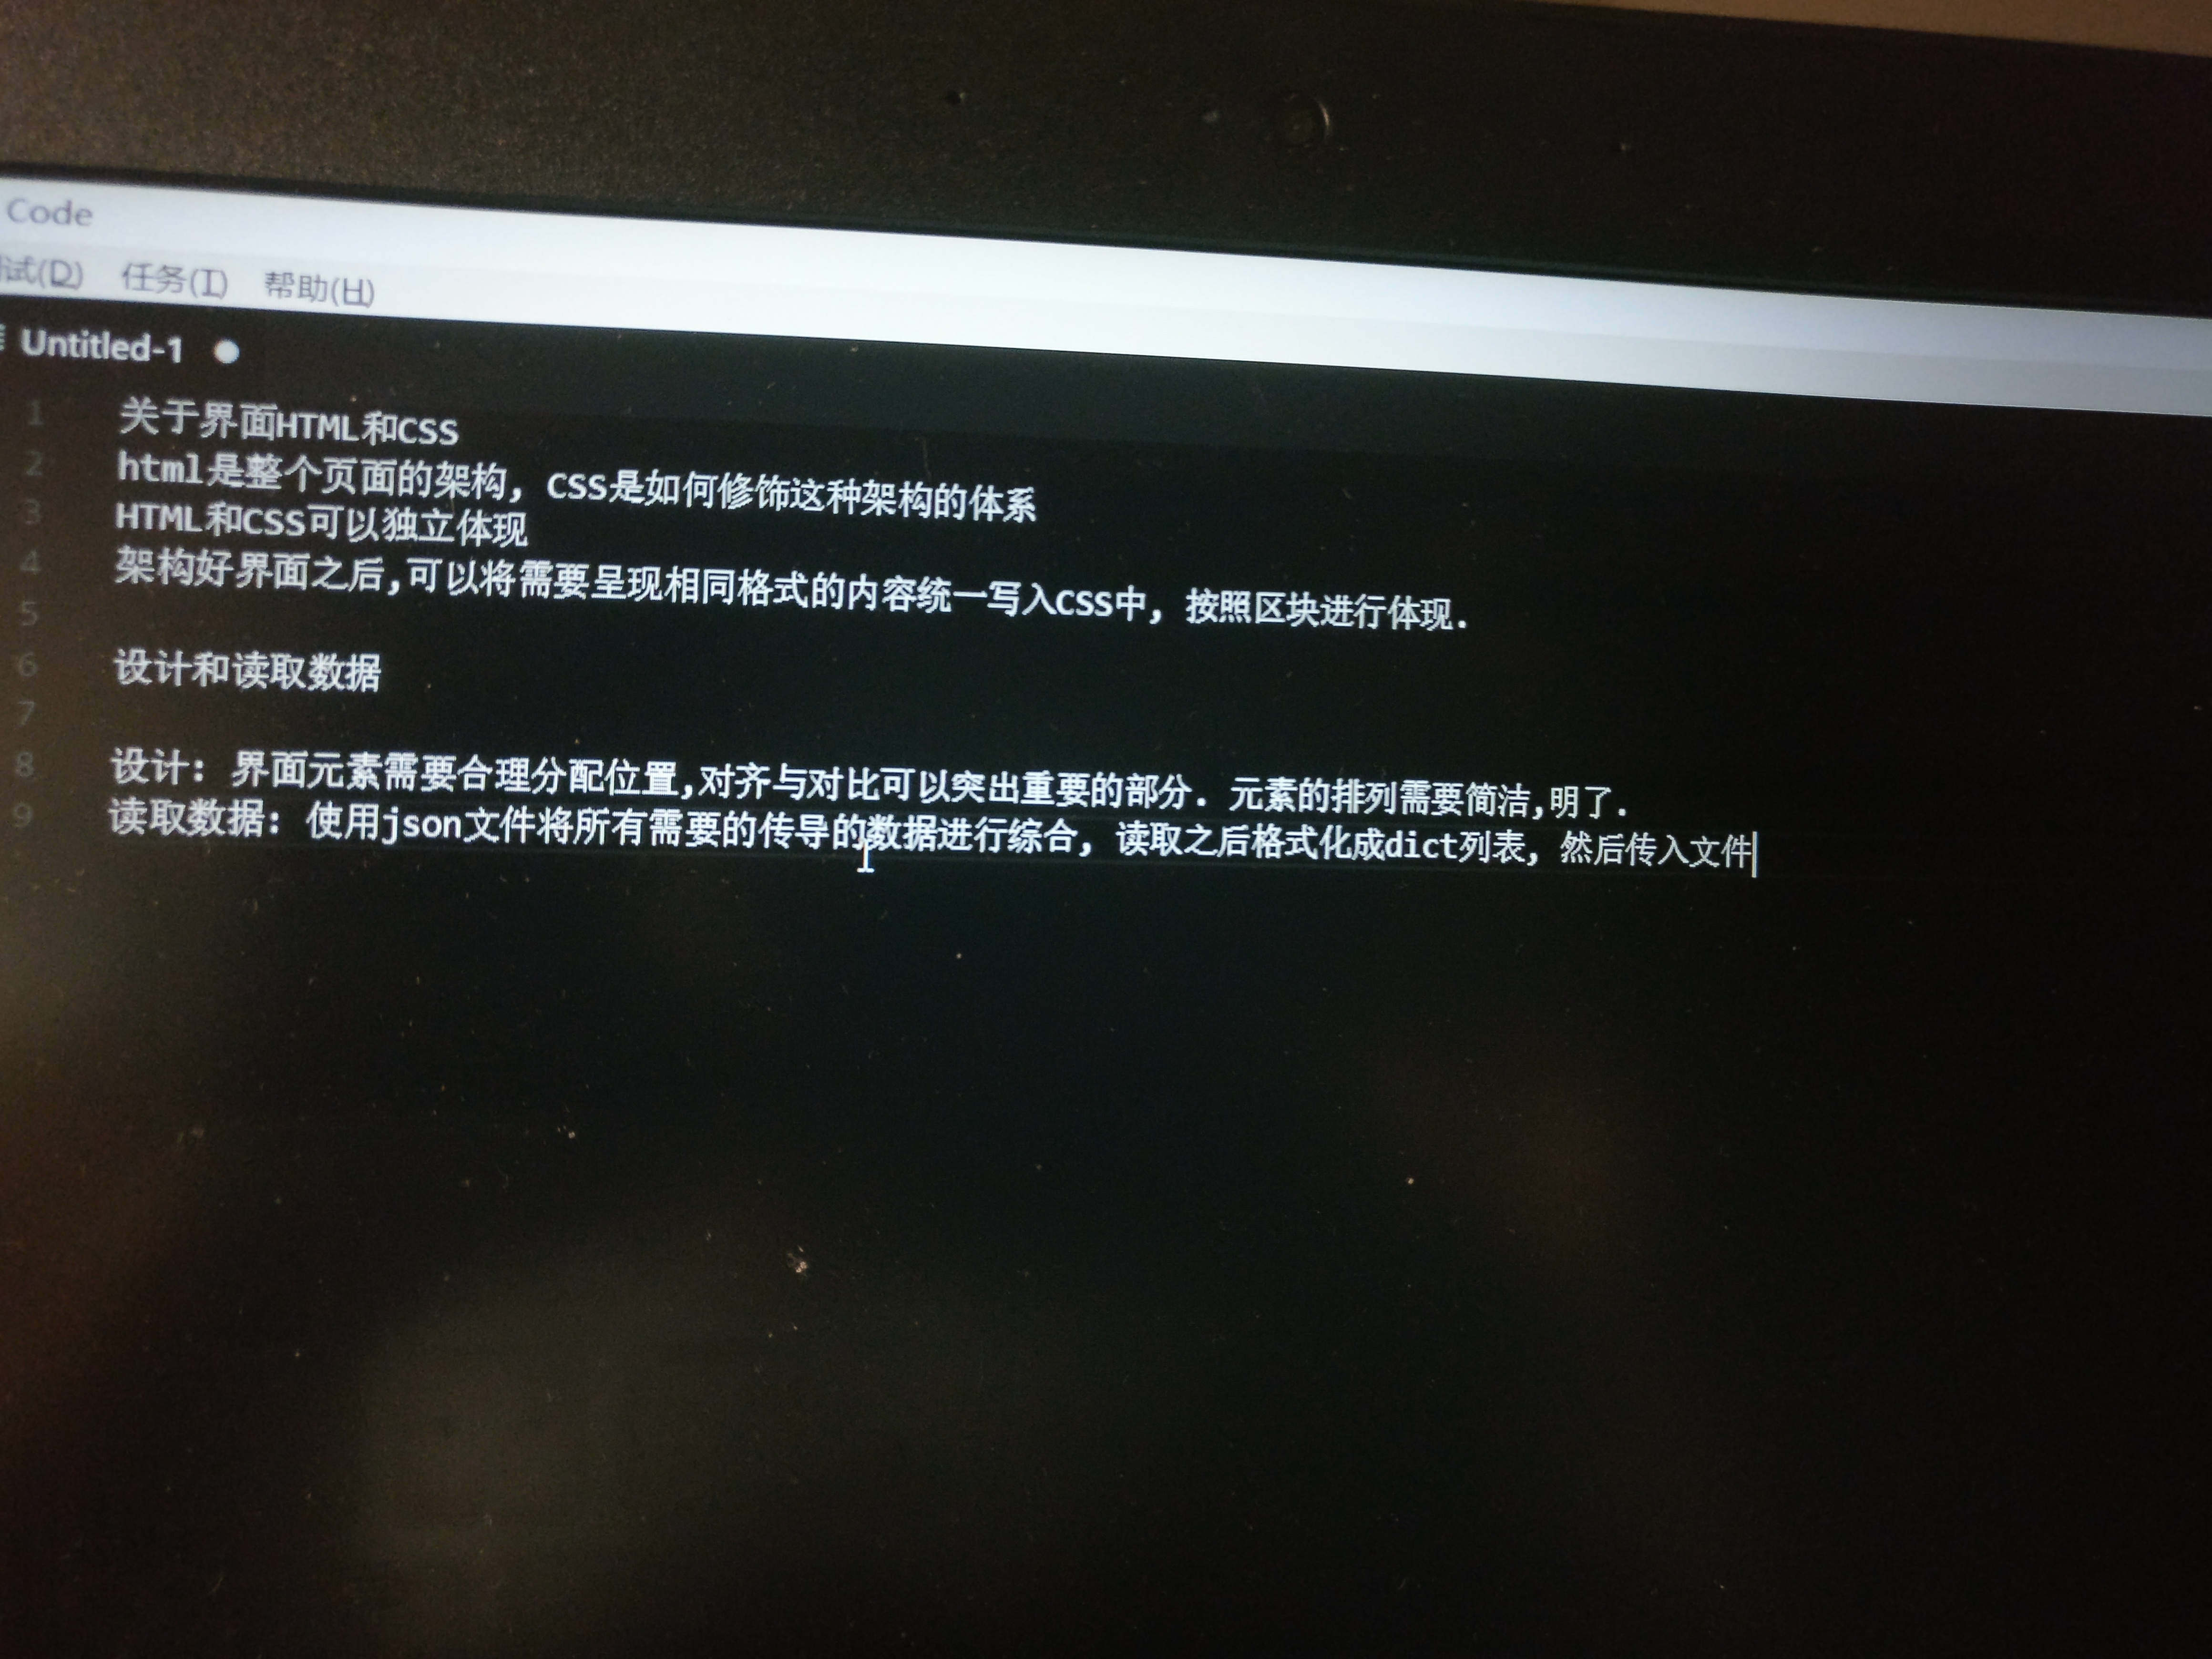 Code
试(D) 任务(I) 帮助(H)
Untitled-1
1 关于界面HTML和CSS
2 html是整个页面的架构, CSS是如何修饰这种架构的体系
3 HTML和CSS可以独立体现
4 架构好界面之后,可以将需要呈现相同格式的内容统一写入CSS中, 按照区块进行体现.
5
6 设计和读取数据
7
8 设计: 界面元素需要合理分配位置,对齐与对比可以突出重要的部分. 元素的排列需要简洁,明了.
9 读取数据: 使用json文件将所有需要的传导的数据进行综合, 读取之后格式化成dict列表, 然后传入文件